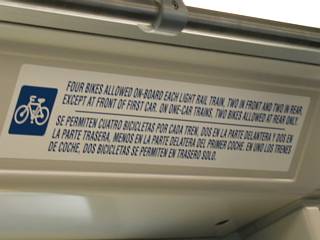 FOUR BIKES ALLOWED ON-BOARD EACH LIGHT RAIL TRAIN, TWO IN FRONT AND TWO IN REAR,
EXCEPT AT FRONT OF FIRST CAR. ON ONE-CAR TRAINS, TWO BIKES ALLOWED AT REAR ONLY.
SE PERMITEN CUATRO BICICLETAS POR CADA TREN, DOS EN LA PARTE DELANTERA Y DOS EN
LA PARTE TRASERA, MENOS EN LA PARTE DELATERA DEL PRIMER COCHE. EN UNO LOS TRENES
DE COCHE, DOS BICICLETAS SE PERMITEN EN TRASERO SOLO.